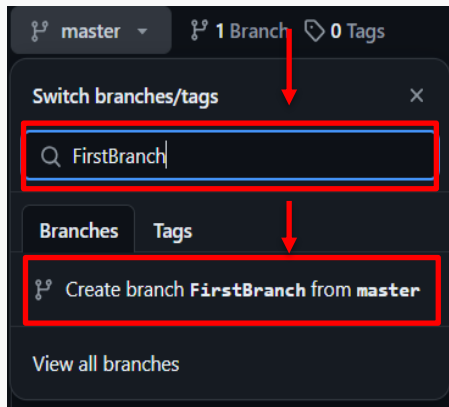 master 1 Branch 0 Tags
Switch branches/tags
FirstBranch
Branches Tags
Create branch FirstBranch from master
View all branches